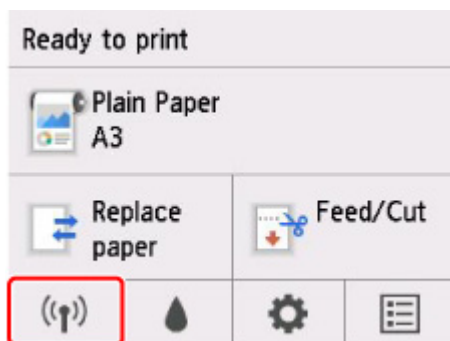 Ready to print
Plain Paper
A3
Replace
paper
Feed/Cut